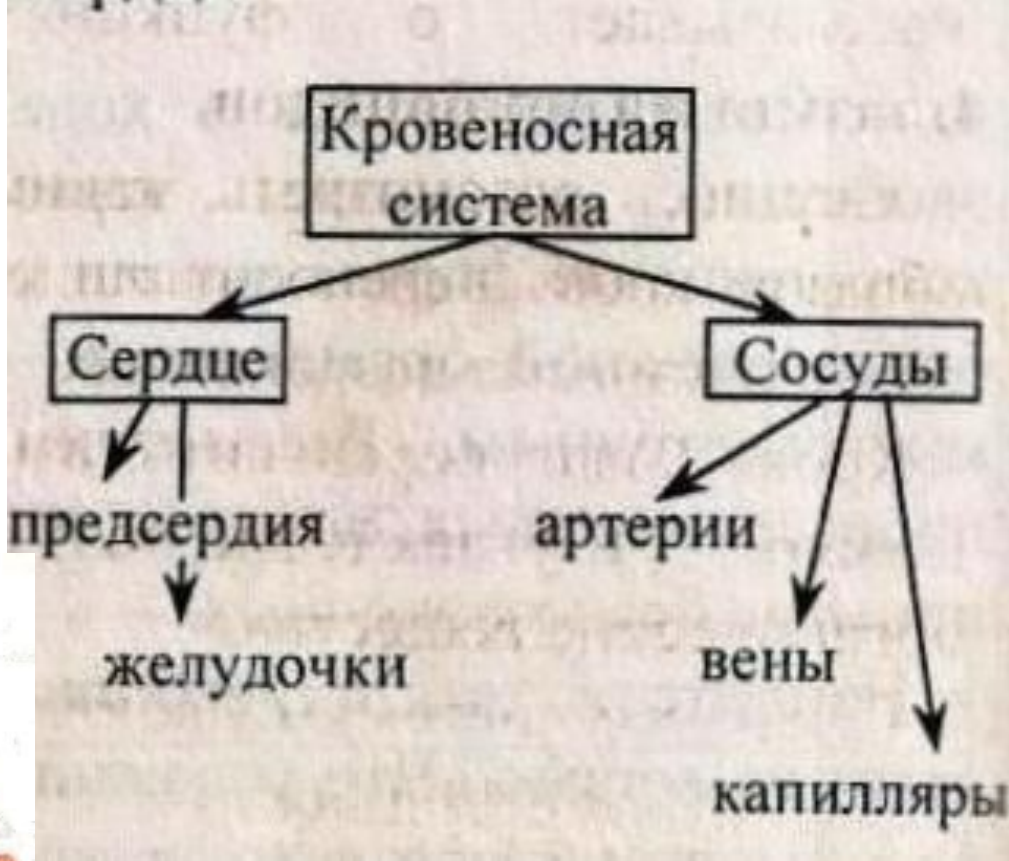 Кровеносная
система
Сердце
Сосуды
предсердия
артерии
желудочки
вены
капилляры